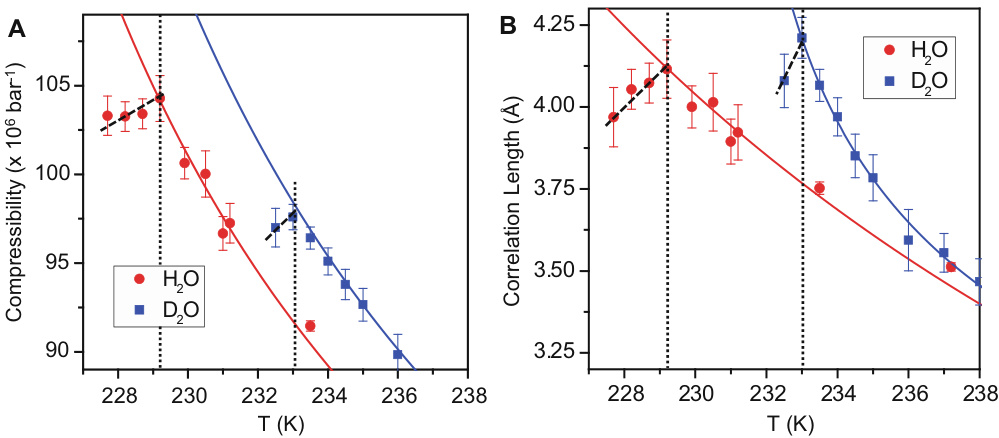 A
Compressibility (x 10⁶ bar⁻¹)
105
100
95
90
H₂O
D₂O
228
230
232
234
236
238
T (K)
B
Correlation Length (Å)
4.25
4.00
3.75
3.50
3.25
H₂O
D₂O
228
230
232
234
236
238
T (K)